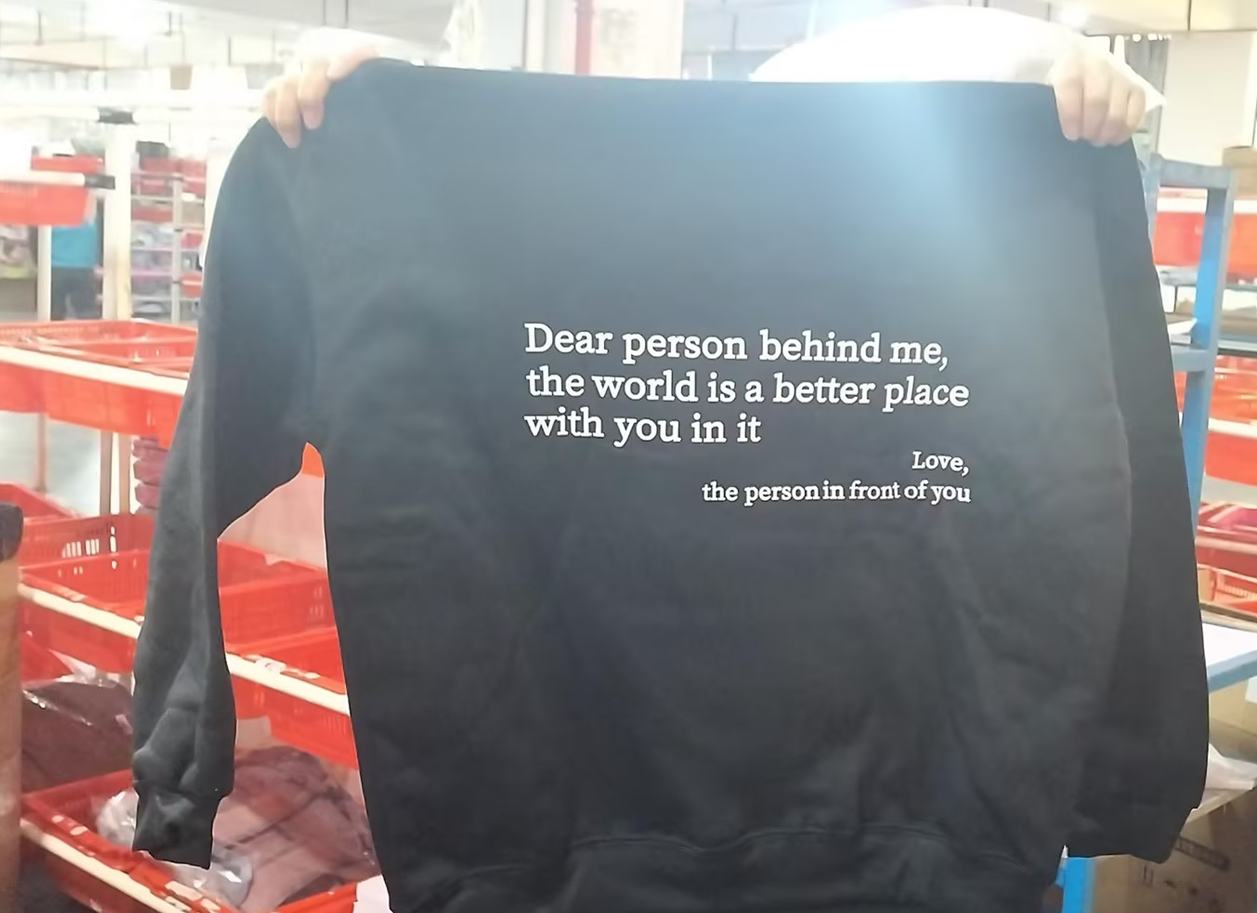 Dear person behind me,
the world is a better place
with you in it
Love,
the person in front of you